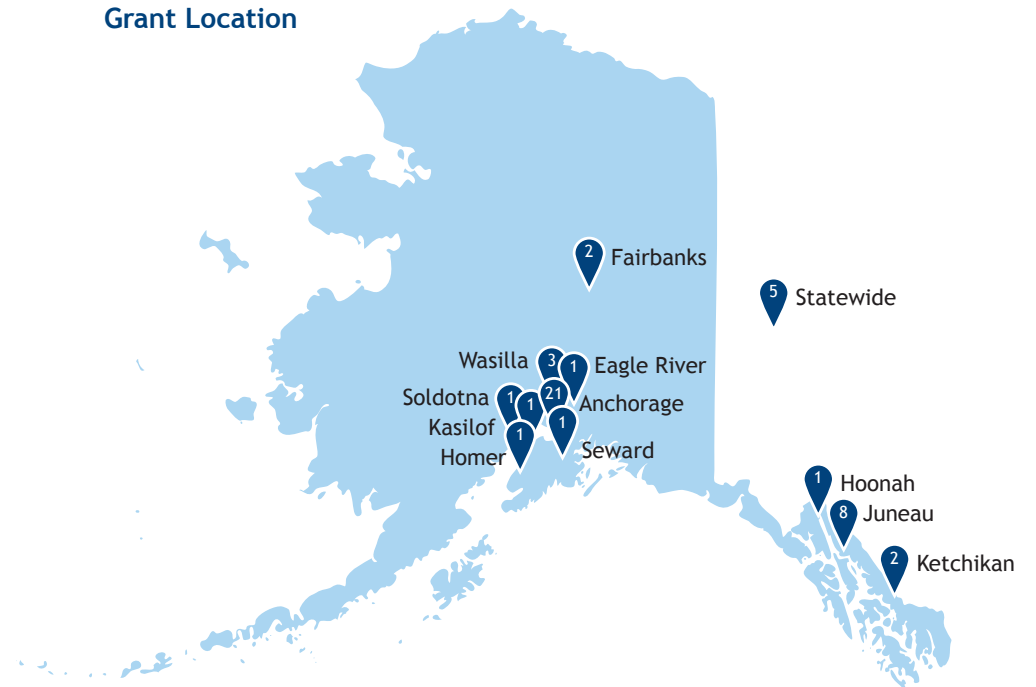 Grant Location
2 Fairbanks
5 Statewide
Wasilla 3
1 Eagle River
Soldotna 1
1
21 Anchorage
Kasilof
Homer 1
1 Seward
1 Hoonah
8 Juneau
2 Ketchikan